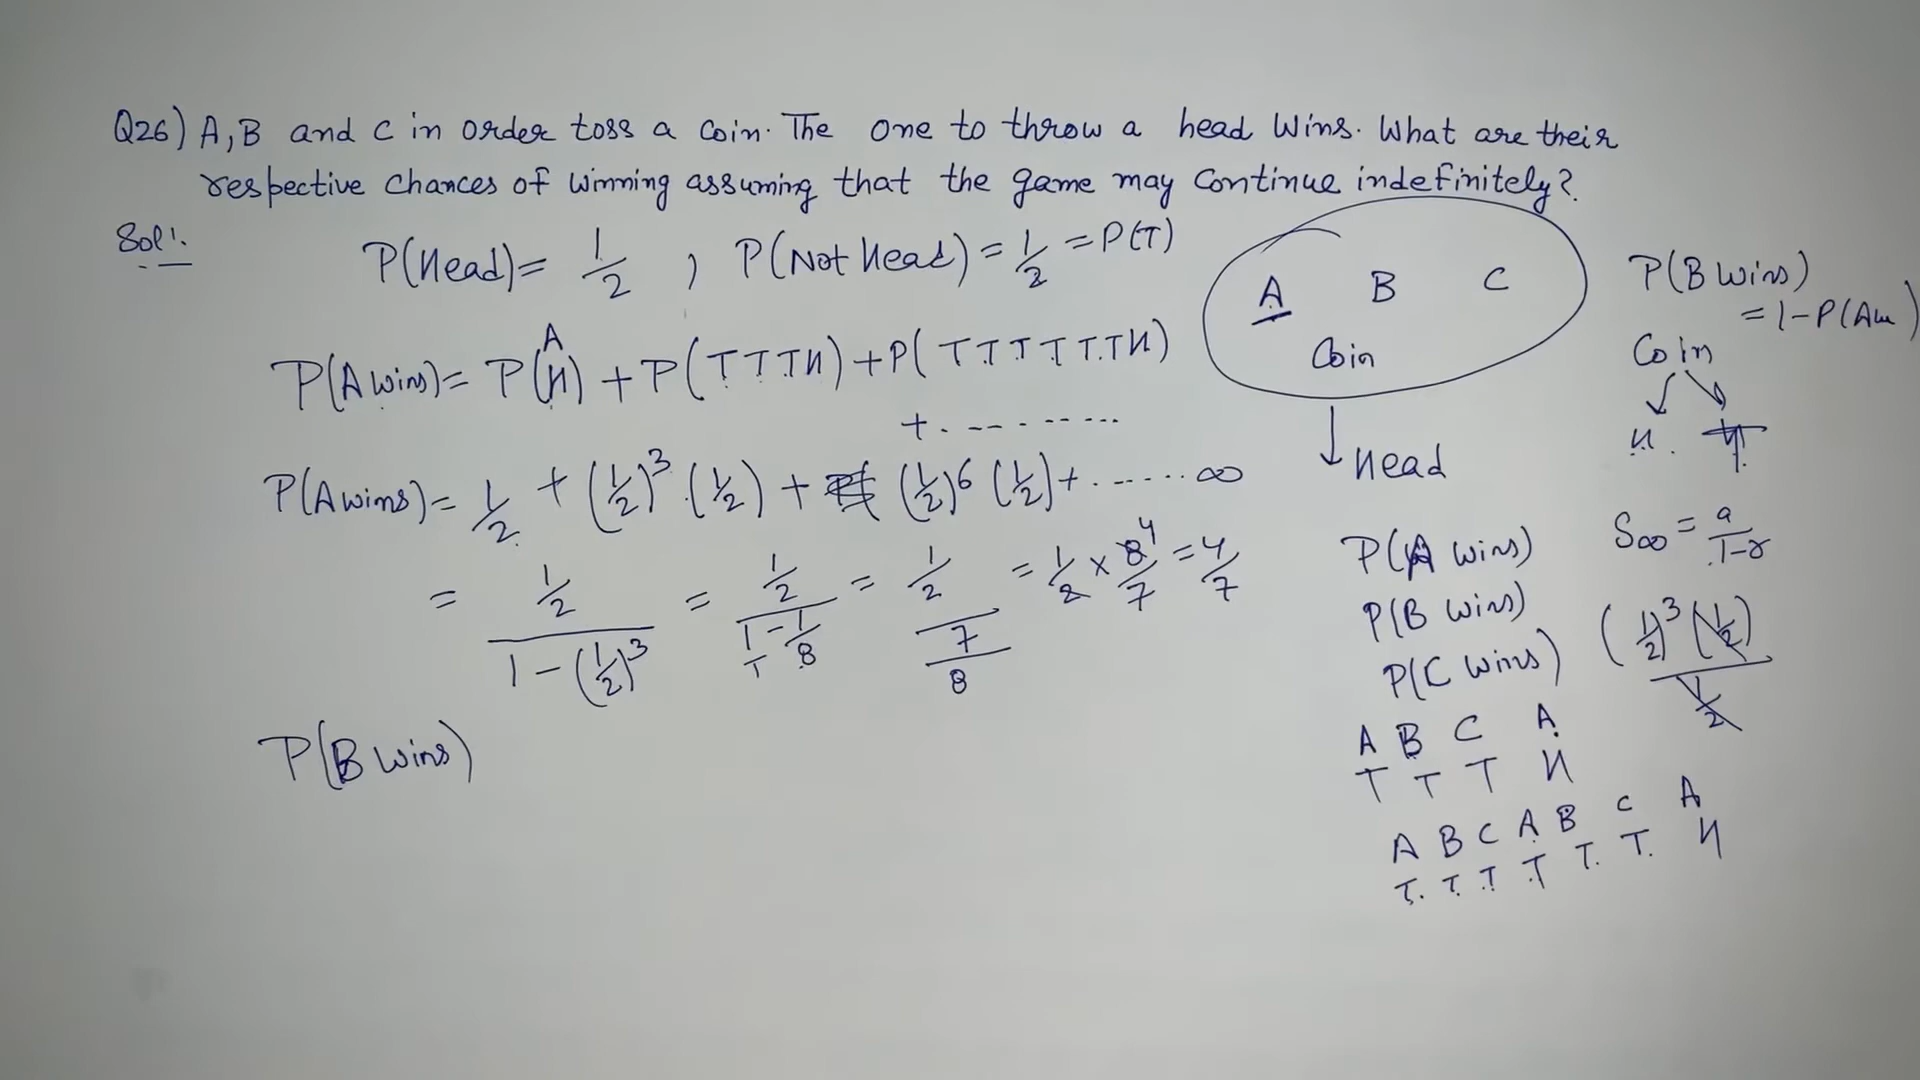 Q26) A, B and C in order toss a coin. The one to throw a head wins. What are their
respective chances of winning assuming that the game may continue indefinitely?
Sol:
P(Head) = 1/2 , P(Not Head) = 1/2 = P(T)
P(A wins) = P(H) + P(TTTH) + P(TTTTTTH)
A
+ ..........
P(A wins) = 1/2 + (1/2)^3 (1/2) + (1/2)^6 (1/2) + ...... ∞
= (1/2)/(1-(1/2)^3) = (1/2)/(1/1 - 1/8) = (1/2)/(7/8) = 1/2 × 8/7 = 4/7
4
P(B wins)
A B C
Coin
Head
P(A wins)
P(B wins)
P(C wins)
A B C A
T T T H
A B C A B C A
T T T T T T H
P(B wins)
= 1 - P(A
Coin
H T
S∞ = a/(1-r)
(1/2)^3 (1/2)
1/2